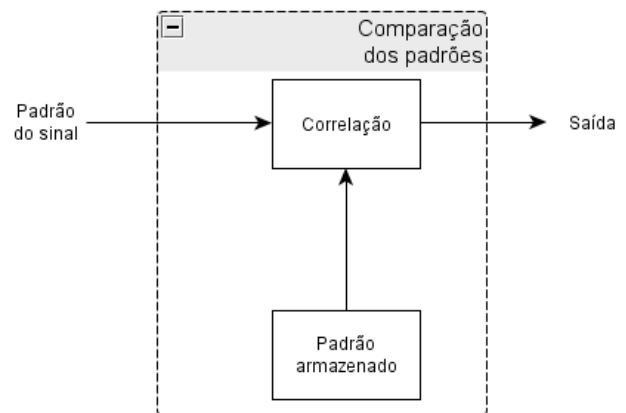 Comparação
dos padrões
Padrão
do sinal
Correlação
Saída
Padrão
armazenado